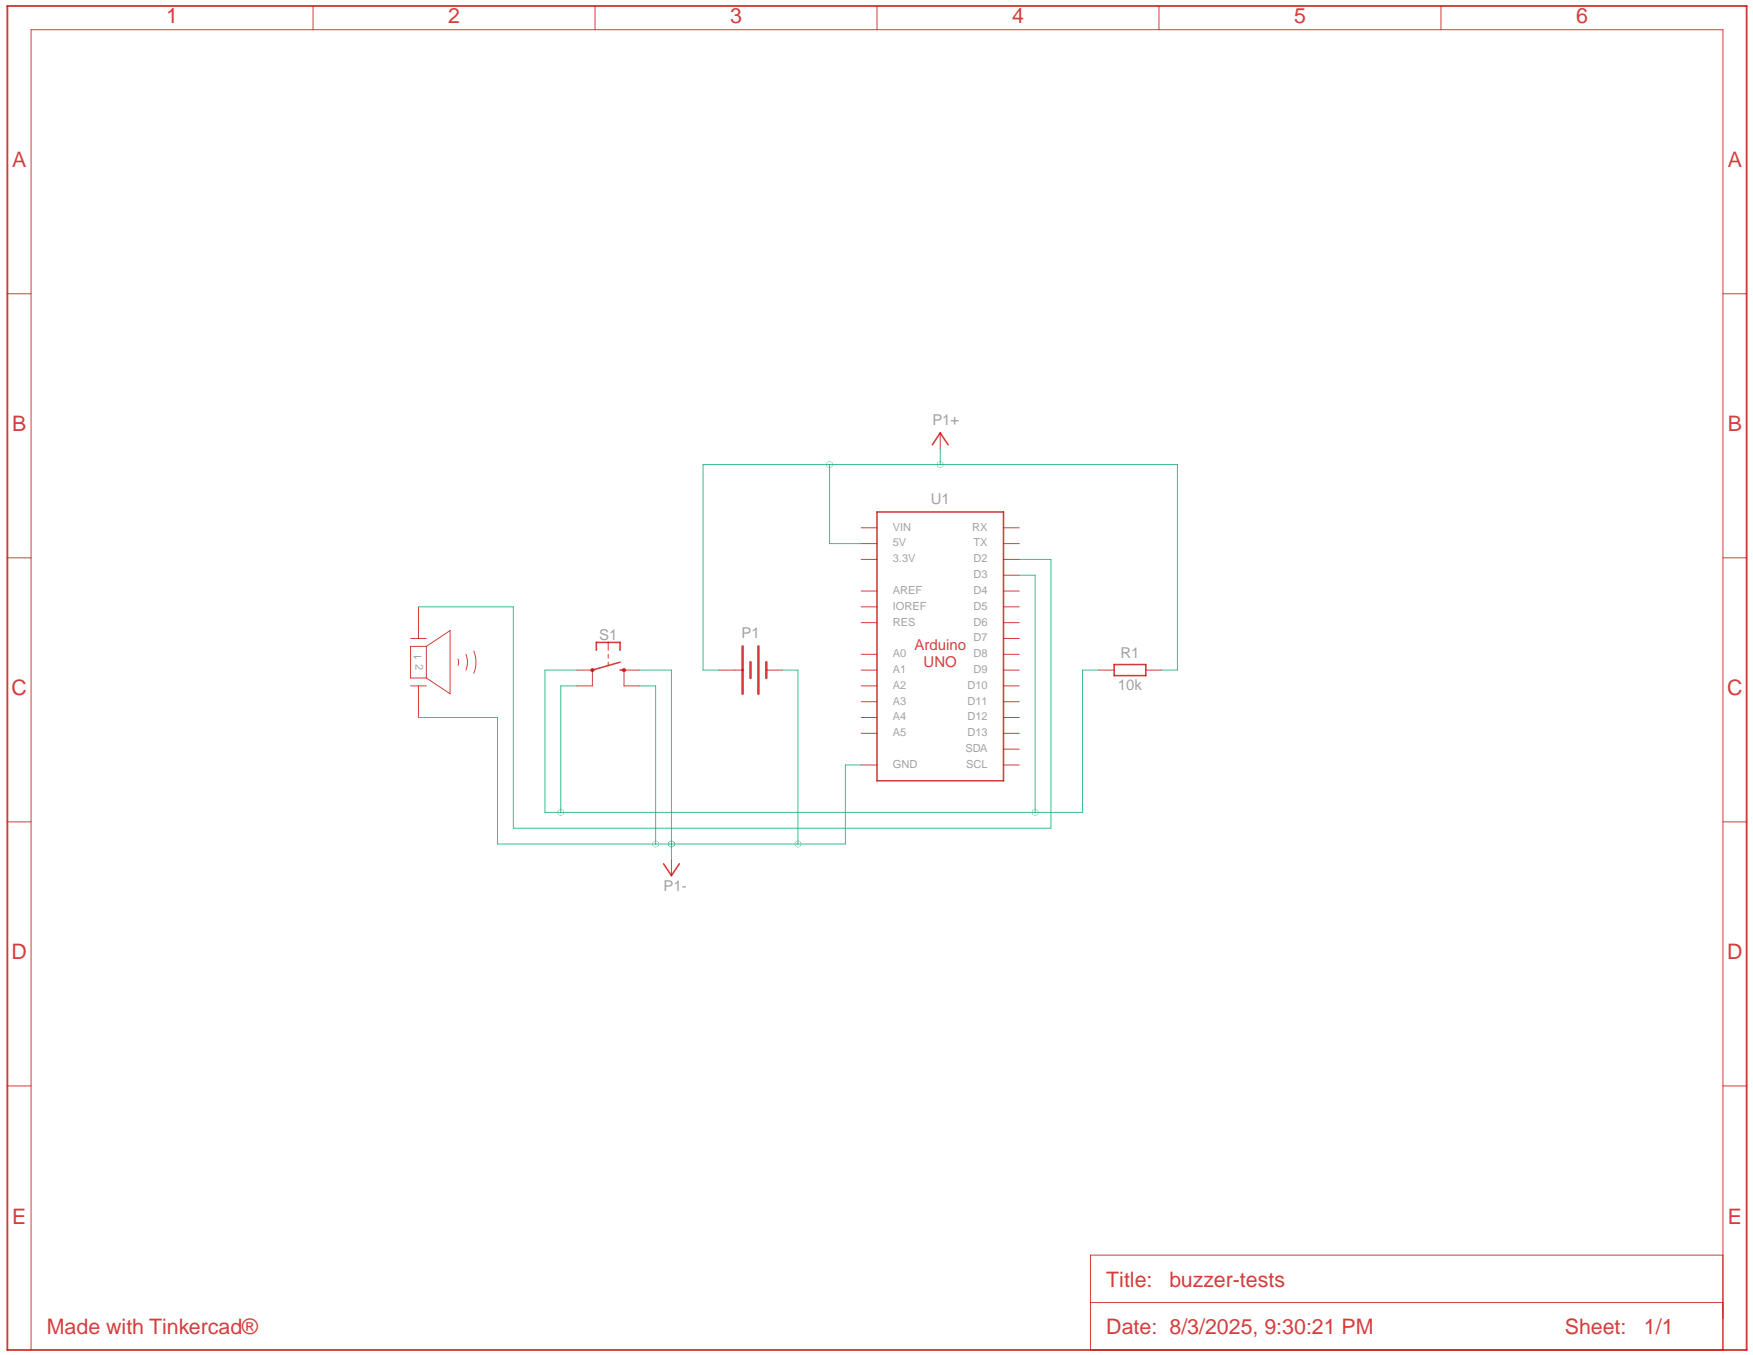 1 2 3 4 5 6
A A
B B
C C
D D
E E
P1+
U1
VIN RX
5V TX
3.3V D2
D3
AREF D4
IOREF D5
RES D6
D7
A0 Arduino D8
A1 UNO D9
A2 D10
A3 D11
A4 D12
A5 D13
SDA
GND SCL
1 2
S1
P1
R1
10k
P1-
Title: buzzer-tests
Made with Tinkercad®
Date: 8/3/2025, 9:30:21 PM Sheet: 1/1